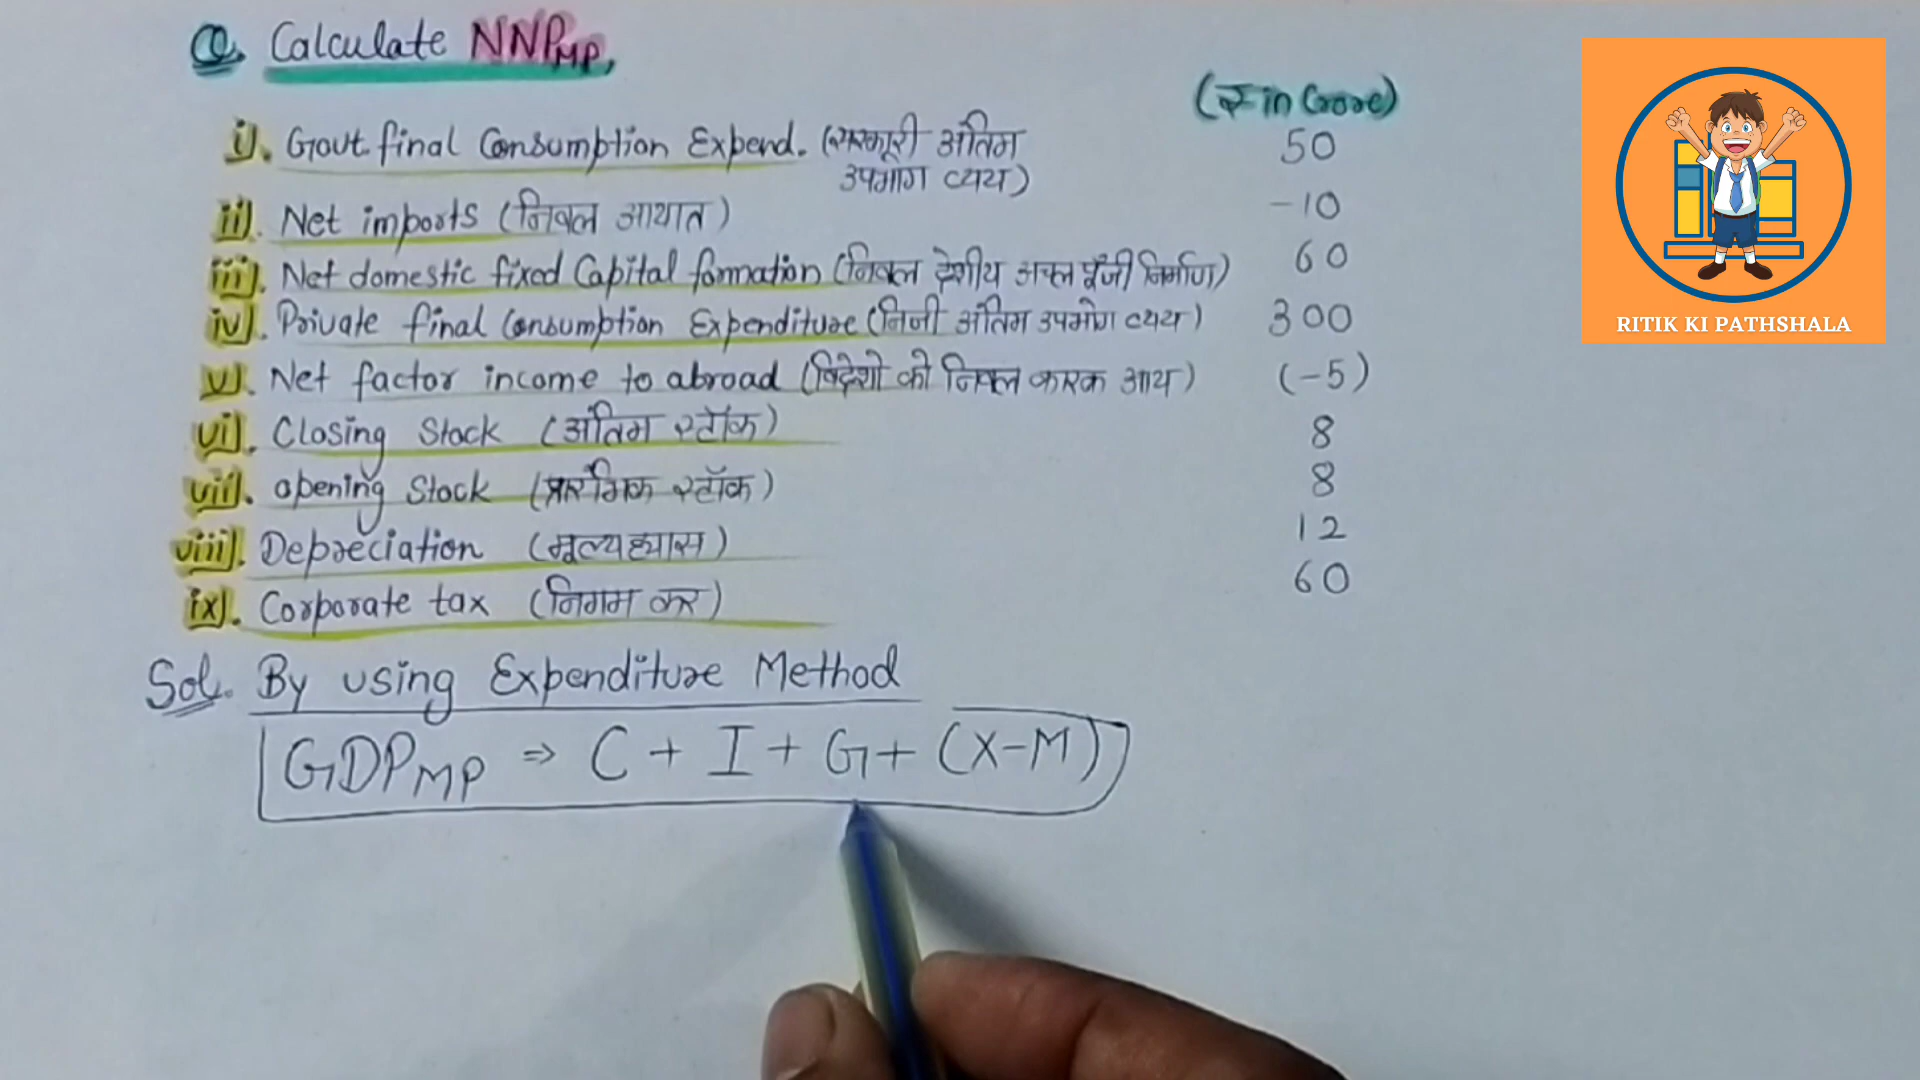 Q. Calculate NNPMP,
(₹ in Crore)
i). Govt. final Consumption Expend. (सरकारी अंतिम उपभोग व्यय) 50
ii). Net imports (निवल आयात) -10
iii). Net domestic fixed Capital formation (निवल देशीय अचल पूँजी निर्माण) 60
iv). Private final Consumption Expenditure (निजी अंतिम उपभोग व्यय) 300
v). Net factor income to abroad (विदेशो को निवल कारक आय) (-5)
vi). Closing Stock (अंतिम स्टॉक) 8
vii). opening Stock (प्रारंभिक स्टॉक) 8
viii). Depreciation (मूल्यह्यास) 12
ix). Corporate tax (निगम कर) 60
Sol. By using Expenditure Method
GDPMP ⇒ C + I + G + (X-M)
RITIK KI PATHSHALA